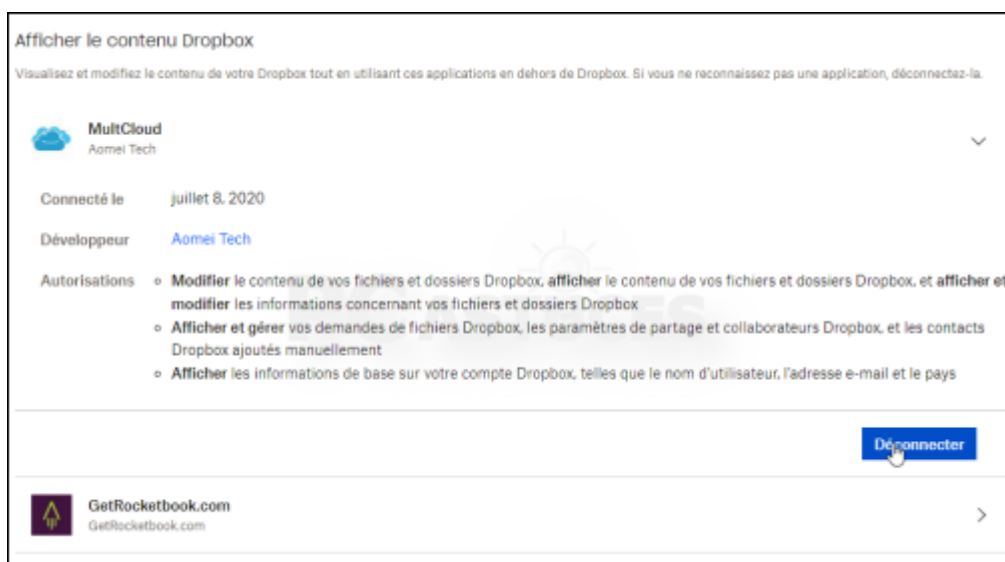 Afficher le contenu Dropbox
Visualisez et modifiez le contenu de votre Dropbox tout en utilisant ces applications en dehors de Dropbox. Si vous ne reconnaissez pas une application, déconnectez-la.
MultCloud
Aomei Tech
Connecté le juillet 8, 2020
Développeur Aomei Tech
Autorisations ◦ Modifier le contenu de vos fichiers et dossiers Dropbox, afficher le contenu de vos fichiers et dossiers Dropbox, et afficher et
modifier les informations concernant vos fichiers et dossiers Dropbox
◦ Afficher et gérer vos demandes de fichiers Dropbox, les paramètres de partage et collaborateurs Dropbox, et les contacts
Dropbox ajoutés manuellement
◦ Afficher les informations de base sur votre compte Dropbox, telles que le nom d'utilisateur, l'adresse e-mail et le pays
Déconnecter
GetRocketbook.com
GetRocketbook.com